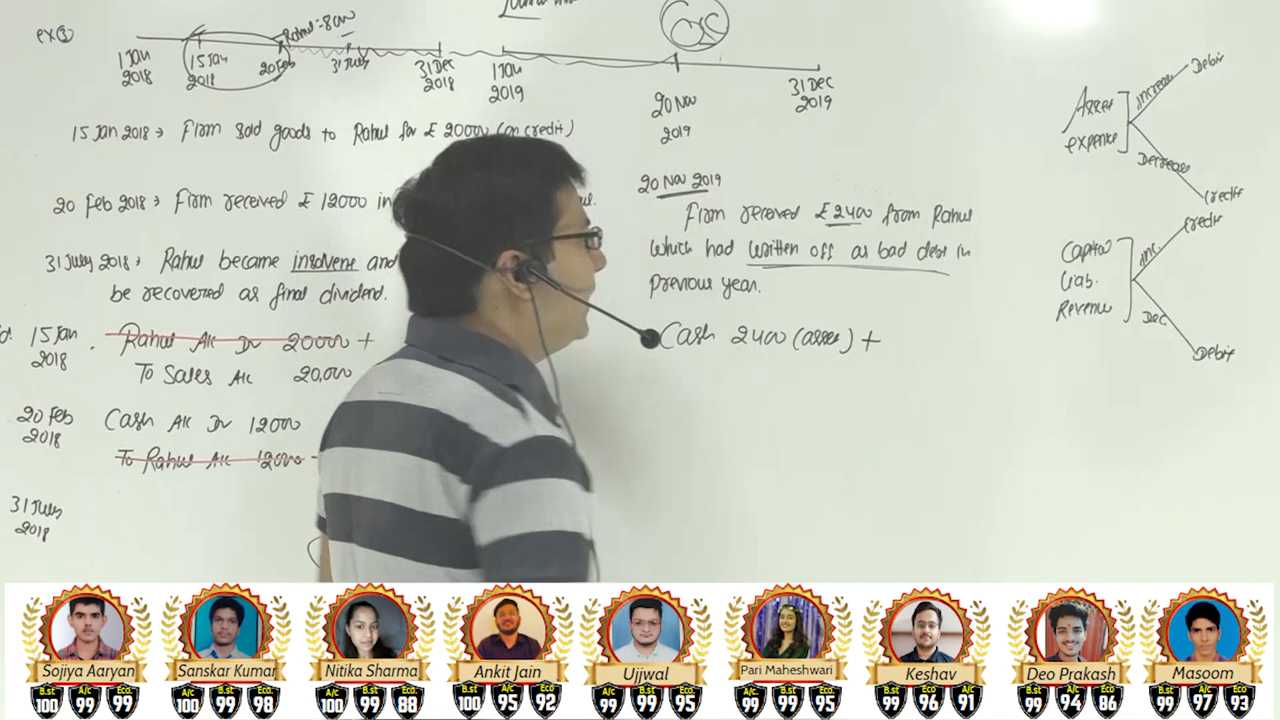 ex③
Rahul=8000
1 Jan
2018
15 Jan
2018
20 Feb
31 July
31 Dec
2018
1 Jan
2019
20 Nov
2019
31 Dec
2019
15 Jan 2018 → Firm sold goods to Rahul for £ 20000 (on credit)
20 Feb 2018 → Firm received £ 12000 in
31 July 2018 → Rahul became insolvent and
be recovered as final dividend.
15 Jan
2018
Rahul A/c Dr 20000 +
To Sales A/c 20,000
20 Feb
2018
Cash A/c Dr 12000
To Rahul A/c 12000 -
31 July
2018
20 Nov 2019
Firm received £ 2400 from Rahul
which had written off as bad debt in
previous year.
Cash 2400 (asset) +
Asset
expense
increase
Debit
Decrease
Credit
Capital
Liab.
Revenue
Inc
Credit
Dec
Debit
Sojiya Aaryan
B.st A/c Eco.
100 99 99
Sanskar Kumar
B.st A/c Eco.
100 99 98
Nitika Sharma
B.st A/c Eco.
100 99 88
Ankit Jain
B.st A/c Eco.
100 95 92
Ujjwal
B.st A/c Eco.
99 99 95
Pari Maheshwari
B.st A/c Eco.
99 99 95
Keshav
B.st A/c Eco.
99 96 91
Deo Prakash
B.st A/c Eco.
99 94 86
Masoom
B.st A/c Eco.
99 97 93